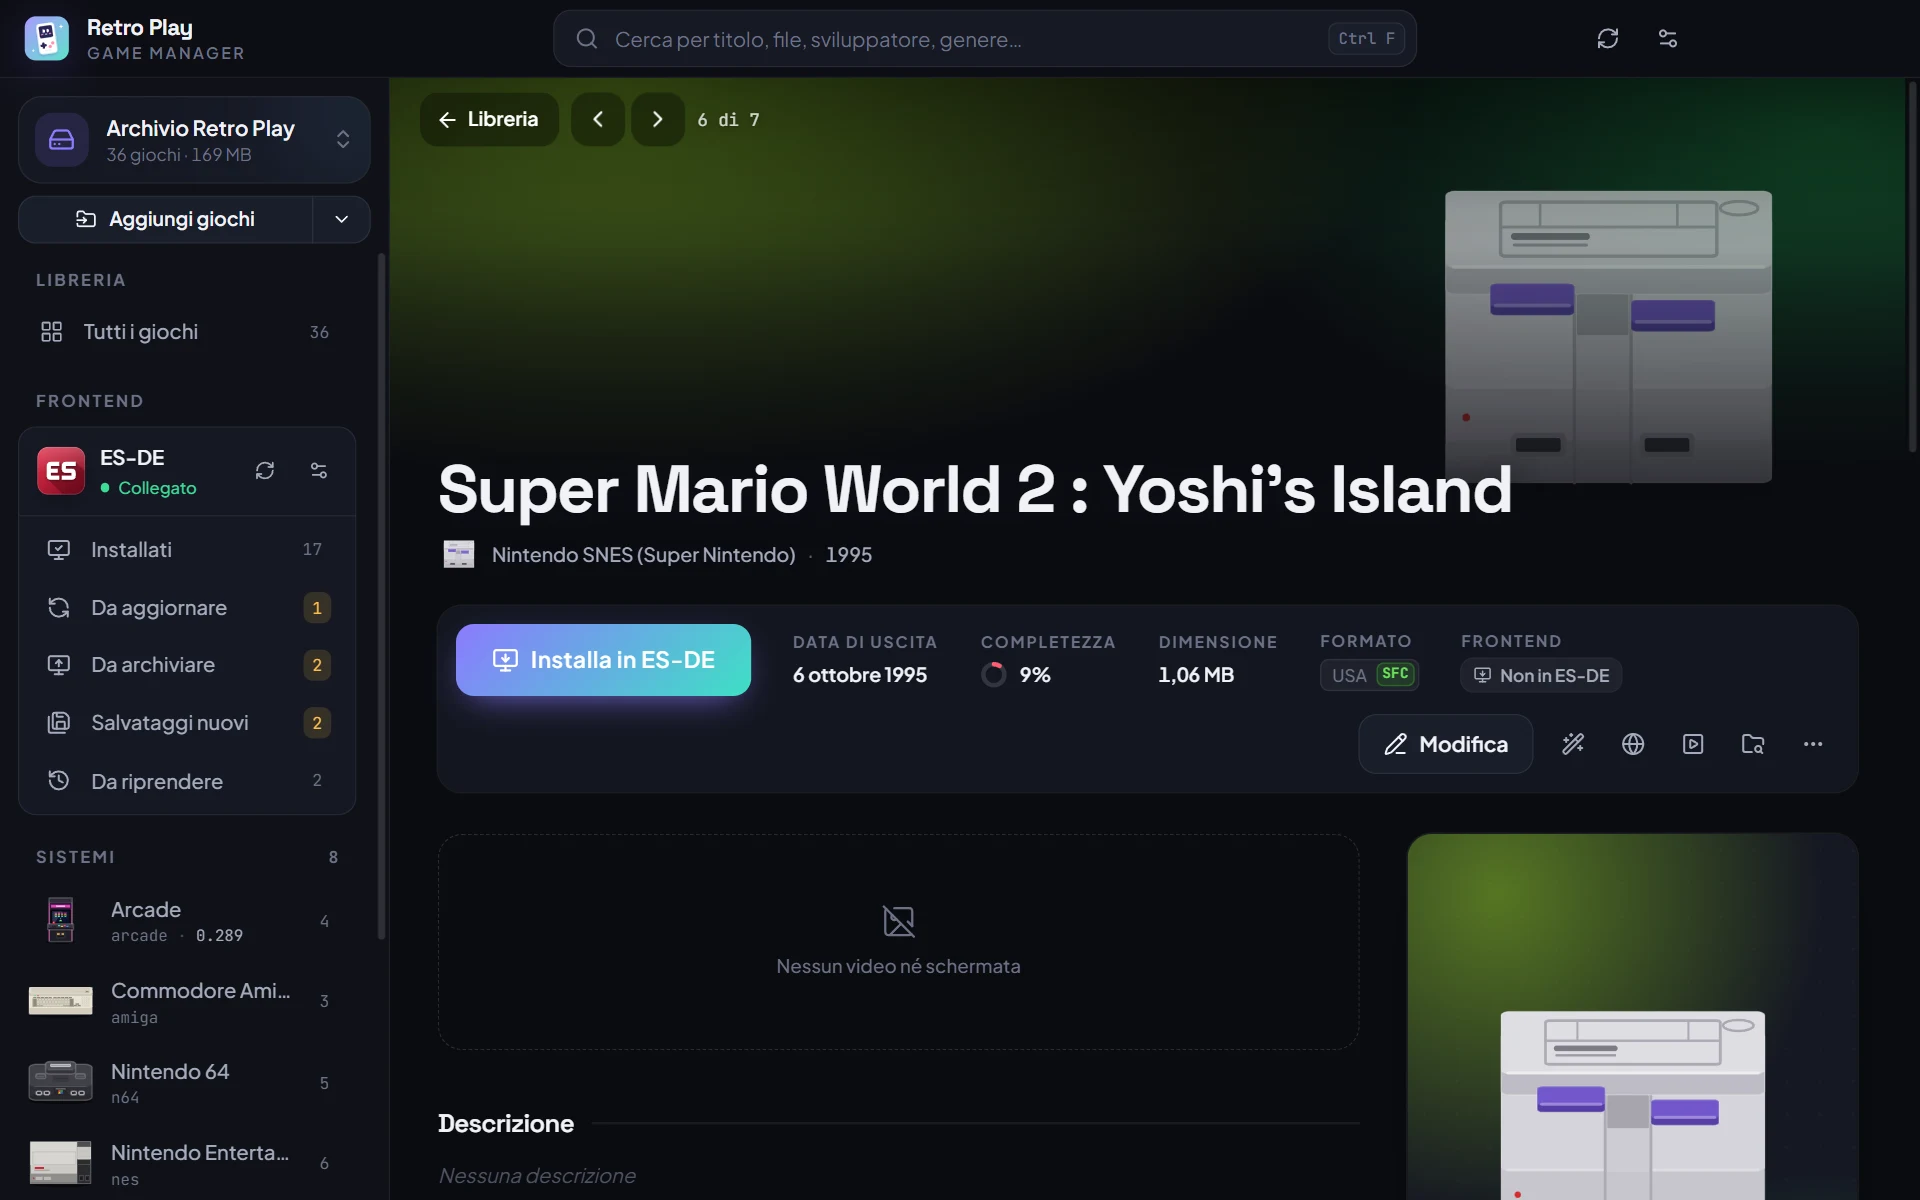 Retro Play
GAME MANAGER
Cerca per titolo, file, sviluppatore, genere…
Ctrl F
Archivio Retro Play
36 giochi · 169 MB
Aggiungi giochi
LIBRERIA
Tutti i giochi 36
FRONTEND
ES
ES-DE
Collegato
Installati 17
Da aggiornare 1
Da archiviare 2
Salvataggi nuovi 2
Da riprendere 2
SISTEMI 8
Arcade
arcade · 0.289
4
Commodore Ami…
amiga
3
Nintendo 64
n64
5
Nintendo Enterta…
nes
6
Libreria
6 di 7
Super Mario World 2 : Yoshi’s Island
Nintendo SNES (Super Nintendo) · 1995
Installa in ES-DE
DATA DI USCITA
6 ottobre 1995
COMPLETEZZA
9%
DIMENSIONE
1,06 MB
FORMATO
USA SFC
FRONTEND
Non in ES-DE
Modifica
Nessun video né schermata
Descrizione
Nessuna descrizione